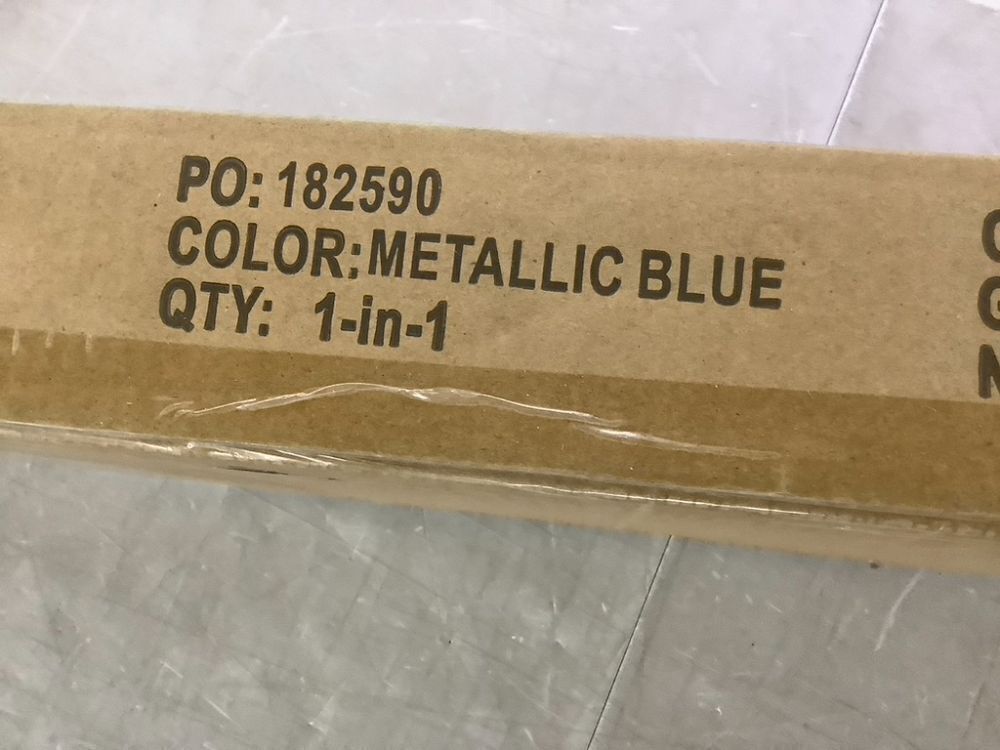 PO: 182590
COLOR:METALLIC BLUE
QTY: 1-in-1